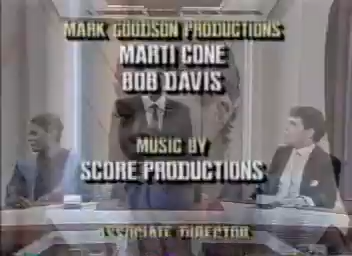 MARK GOODSON PRODUCTIONS
MARTI CONE
BOB DAVIS
MUSIC BY
SCORE PRODUCTIONS
ASSOCIATE DIRECTOR